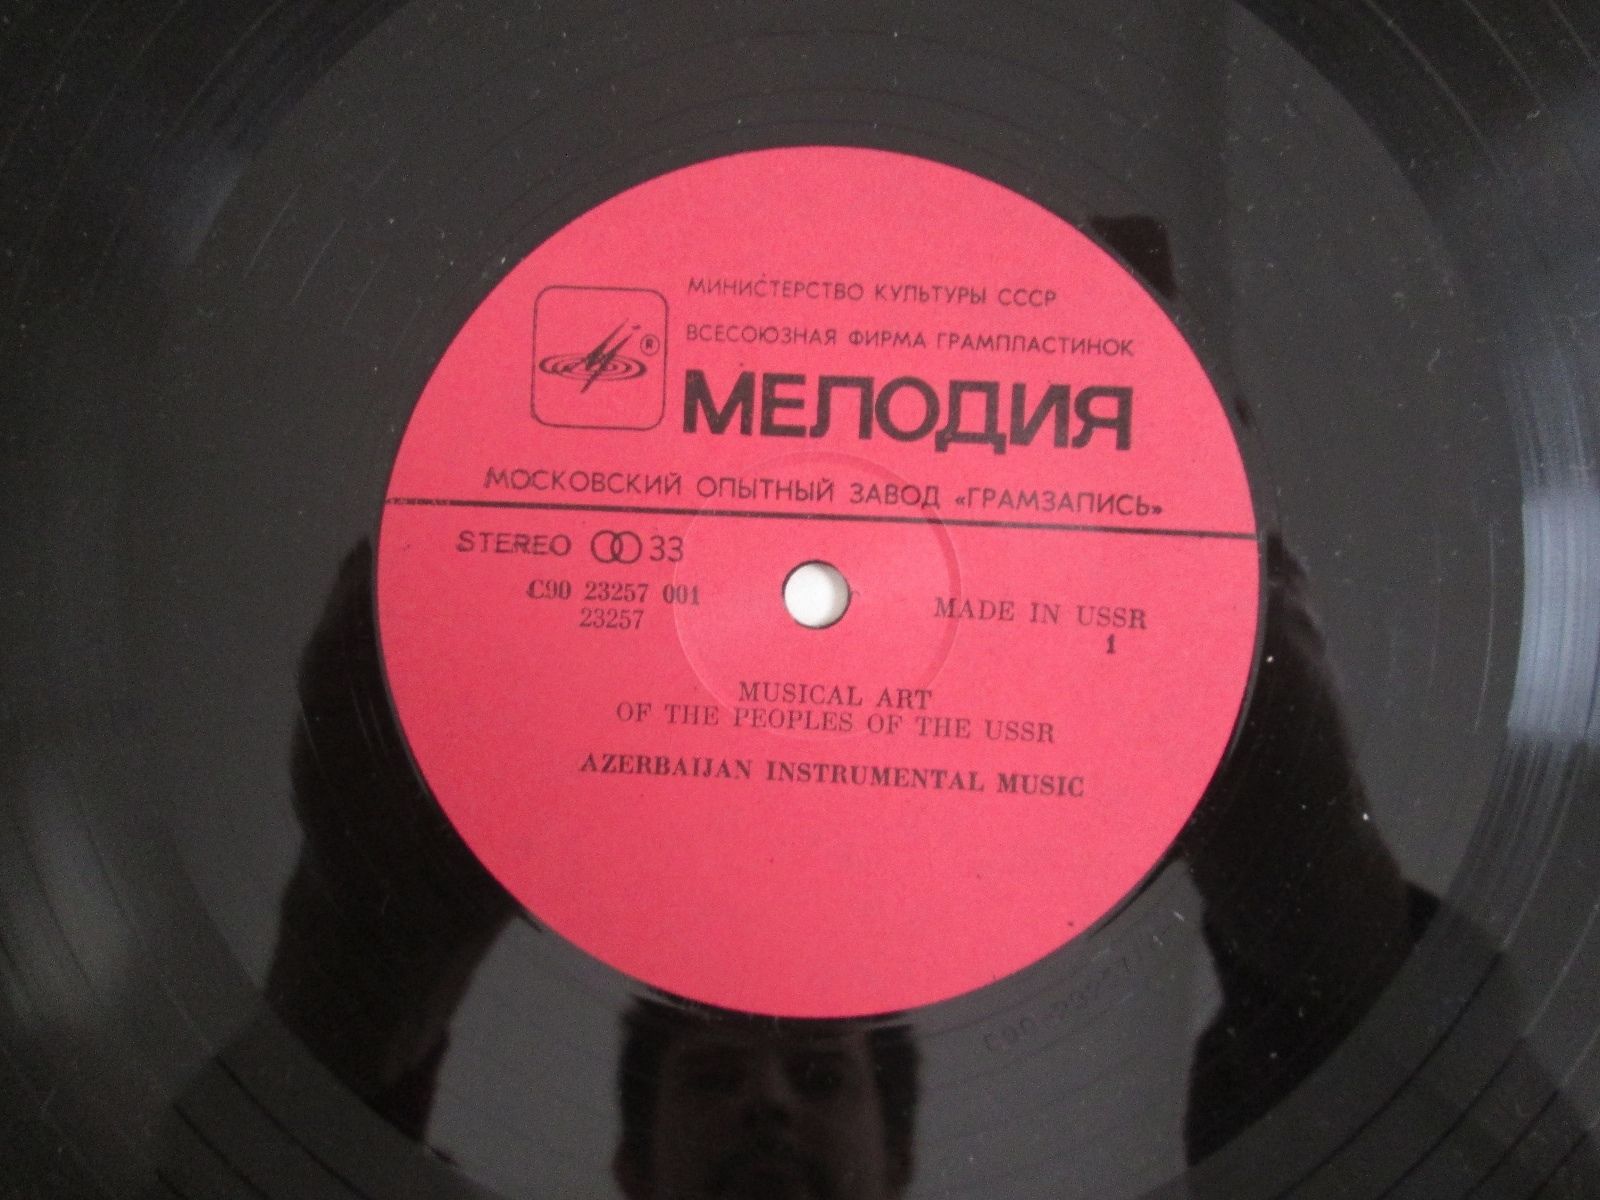 МИНИСТЕРСТВО КУЛЬТУРЫ СССР
ВСЕСОЮЗНАЯ ФИРМА ГРАМПЛАСТИНОК
®
МЕЛОДИЯ
МОСКОВСКИЙ ОПЫТНЫЙ ЗАВОД «ГРАМЗАПИСЬ»
STEREO 33
C90 23257 001
23257
MADE IN USSR
1
MUSICAL ART
OF THE PEOPLES OF THE USSR
AZERBAIJAN INSTRUMENTAL MUSIC